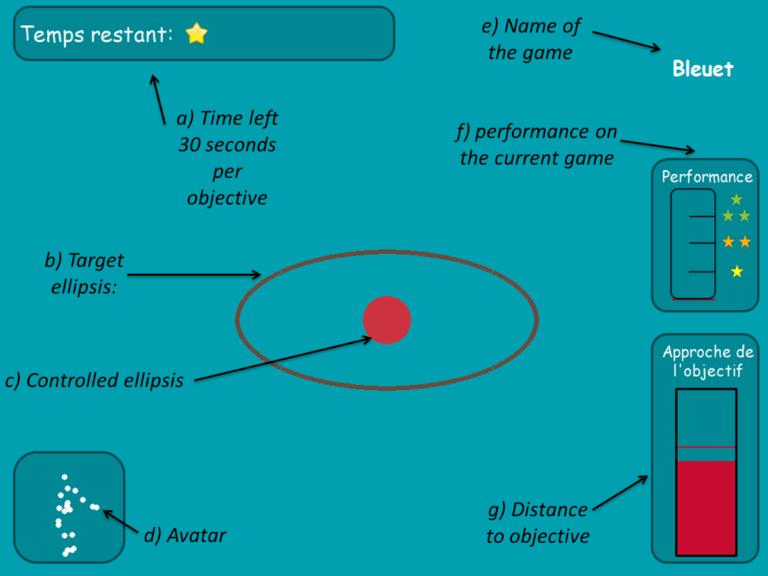 Temps restant:
e) Name of
the game
Bleuet
a) Time left
30 seconds
per
objective
f) performance on
the current game
Performance
b) Target
ellipsis:
c) Controlled ellipsis
Approche de
l'objectif
g) Distance
to objective
d) Avatar